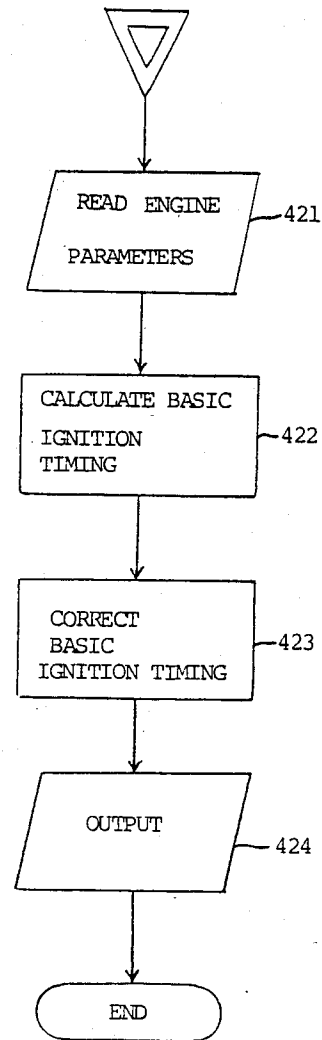 READ ENGINE
421
PARAMETERS
CALCULATE BASIC
IGNITION
422
TIMING
CORRECT
BASIC
423
IGNITION TIMING
OUTPUT
424
END